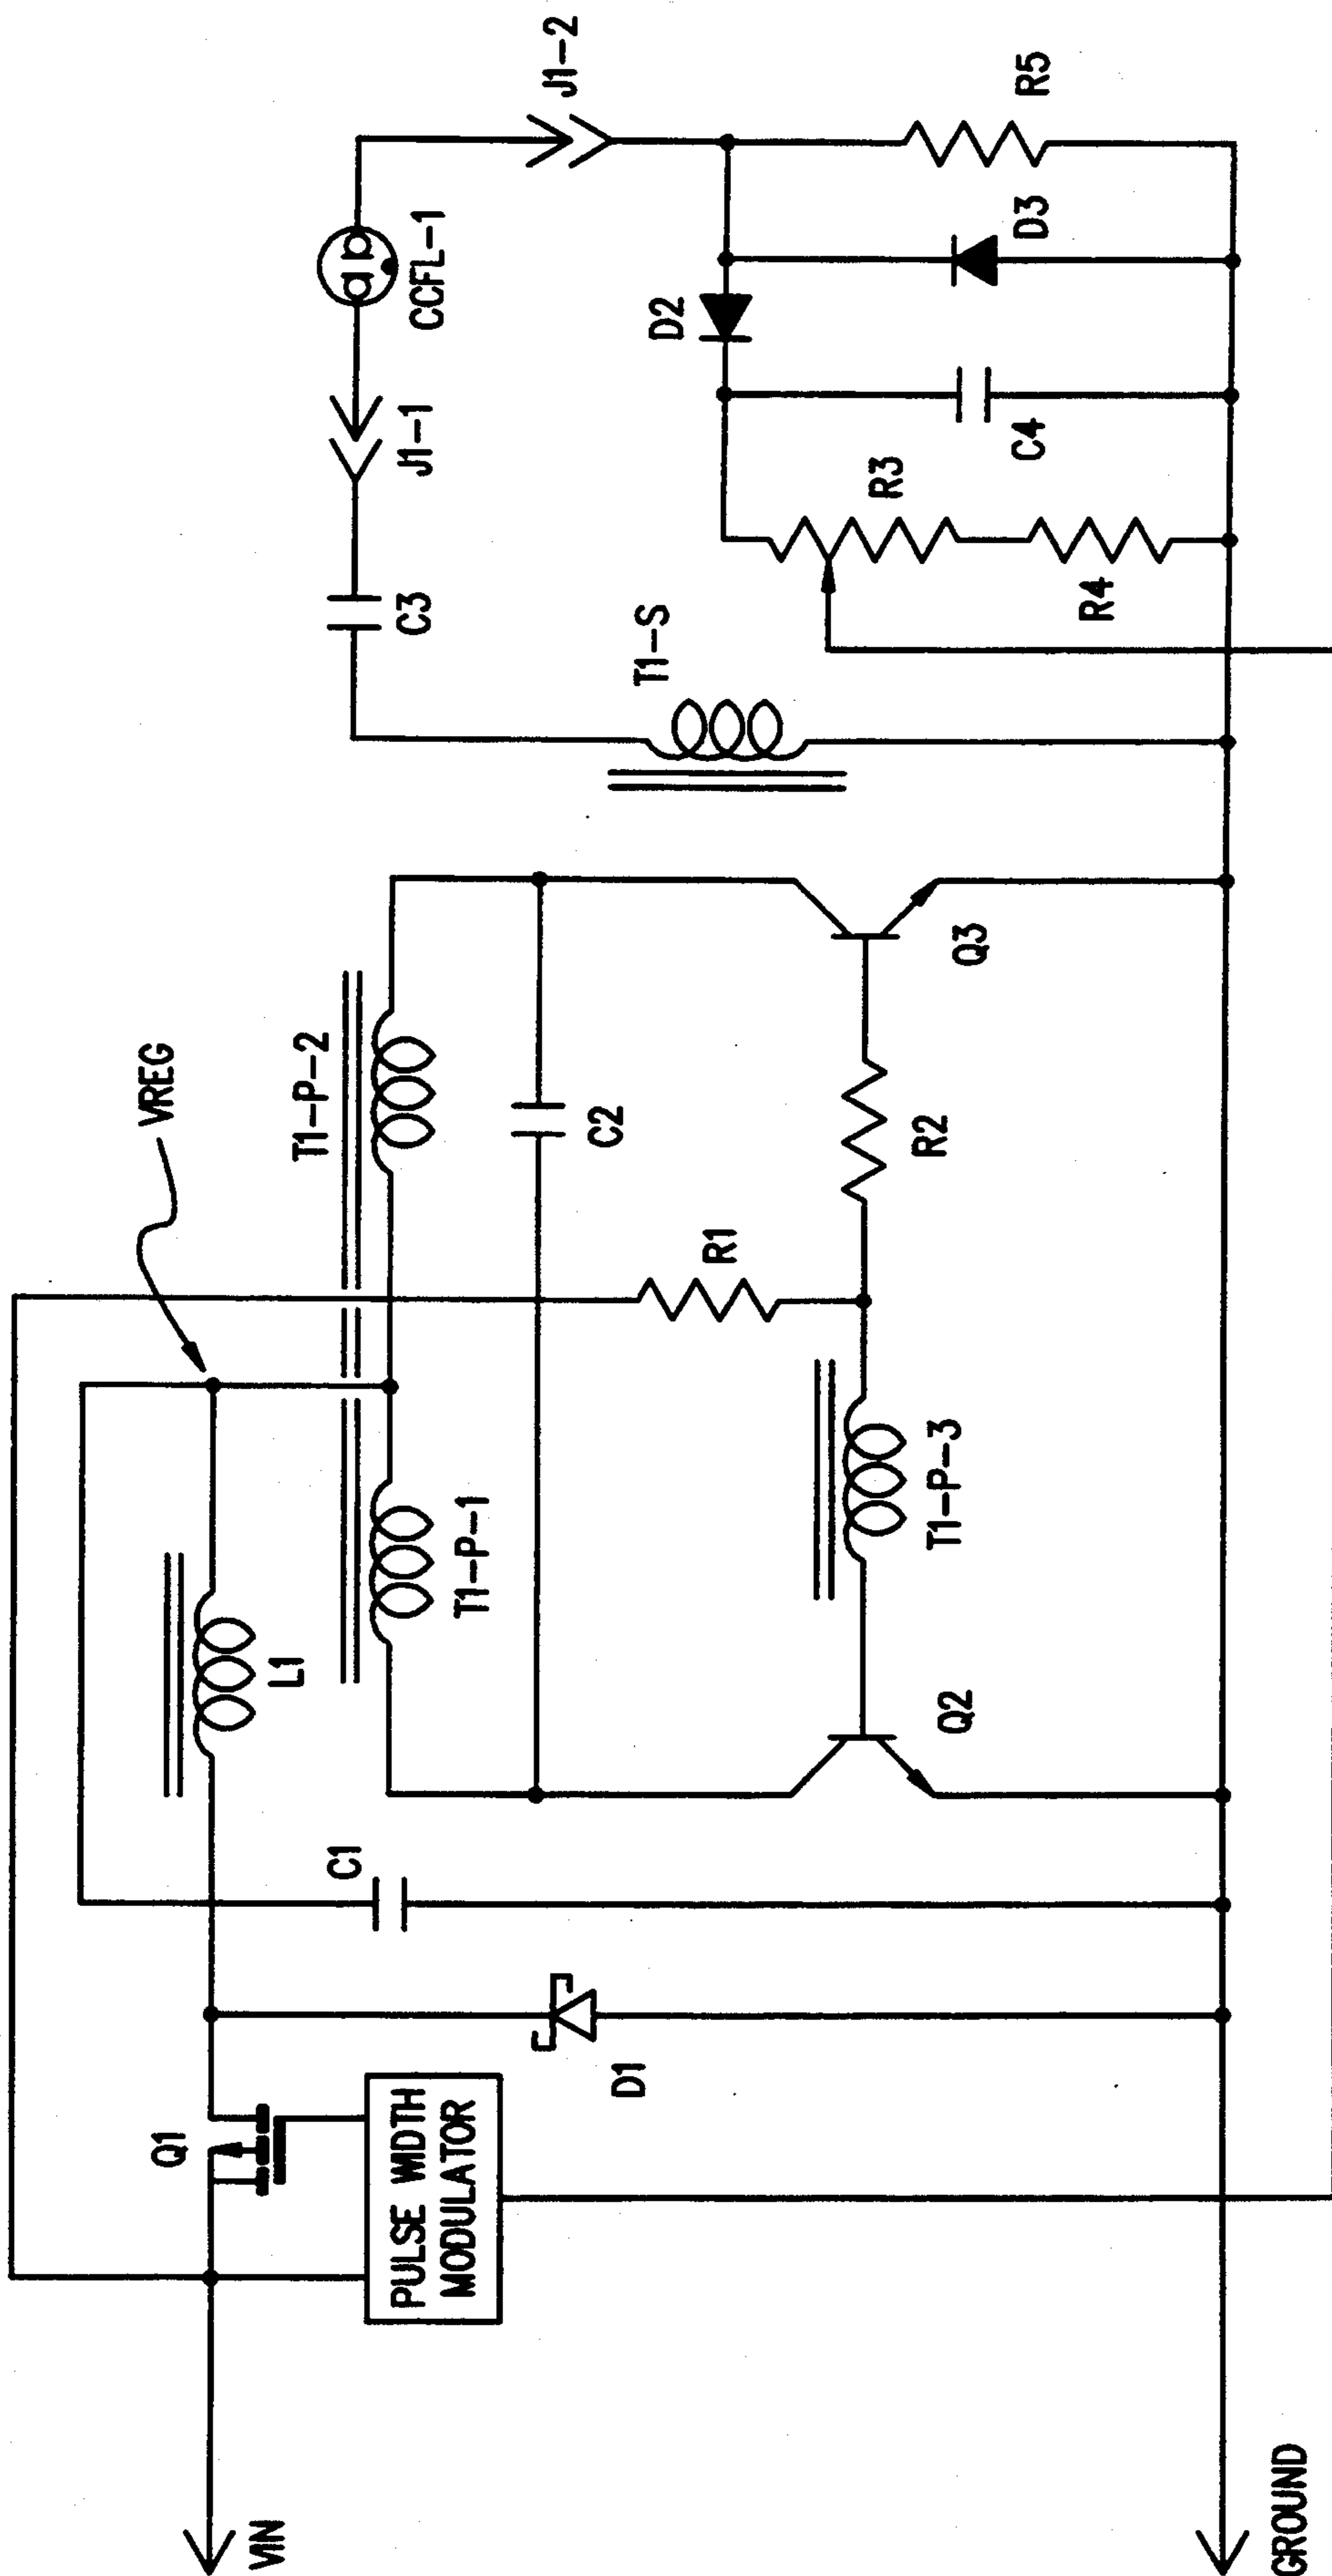 VIN
GROUND
Q1
PULSE WIDTH
MODULATOR
D1
C1
L1
VREG
T1-P-1
T1-P-2
C2
R1
Q2
T1-P-3
R2
Q3
T1-S
C3
J1-1
CCFL-1
J1-2
D2
R3
R4
C4
D3
R5